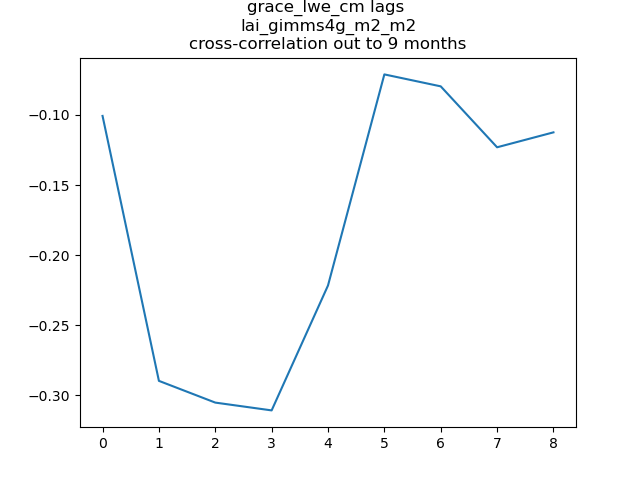 grace_lwe_cm lags
lai_gimms4g_m2_m2
cross-correlation out to 9 months
−0.10
−0.15
−0.20
−0.25
−0.30
0 1 2 3 4 5 6 7 8